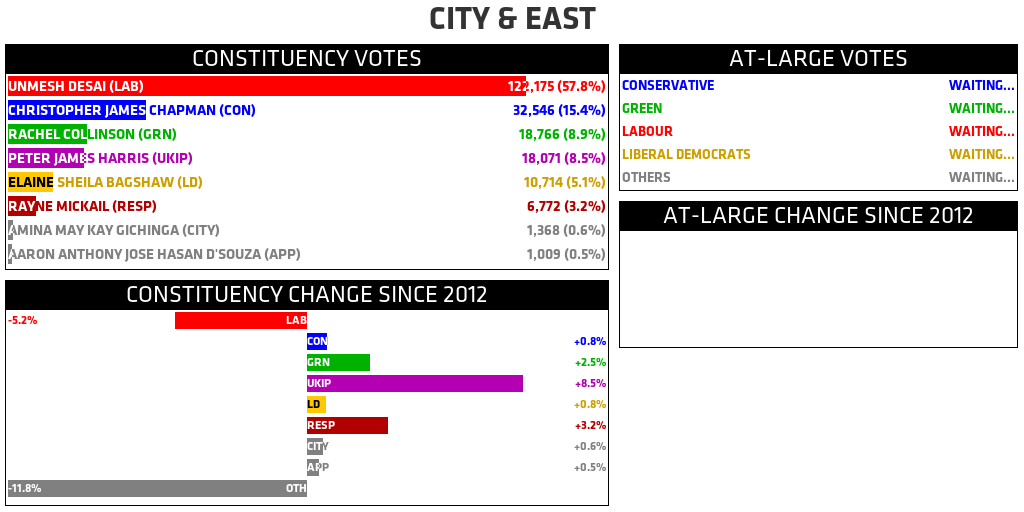 CITY & EAST
CONSTITUENCY VOTES
UNMESH DESAI (LAB) 122,175 (57.8%)
CHRISTOPHER JAMES CHAPMAN (CON) 32,546 (15.4%)
RACHEL COLLINSON (GRN) 18,766 (8.9%)
PETER JAMES HARRIS (UKIP) 18,071 (8.5%)
ELAINE SHEILA BAGSHAW (LD) 10,714 (5.1%)
RAYNE MICKAIL (RESP) 6,772 (3.2%)
AMINA MAY KAY GICHINGA (CITY) 1,368 (0.6%)
AARON ANTHONY JOSE HASAN D'SOUZA (APP) 1,009 (0.5%)
CONSTITUENCY CHANGE SINCE 2012
-5.2% LAB
CON +0.8%
GRN +2.5%
UKIP +8.5%
LD +0.8%
RESP +3.2%
CITY +0.6%
APP +0.5%
-11.8% OTH
AT-LARGE VOTES
CONSERVATIVE WAITING...
GREEN WAITING...
LABOUR WAITING...
LIBERAL DEMOCRATS WAITING...
OTHERS WAITING...
AT-LARGE CHANGE SINCE 2012